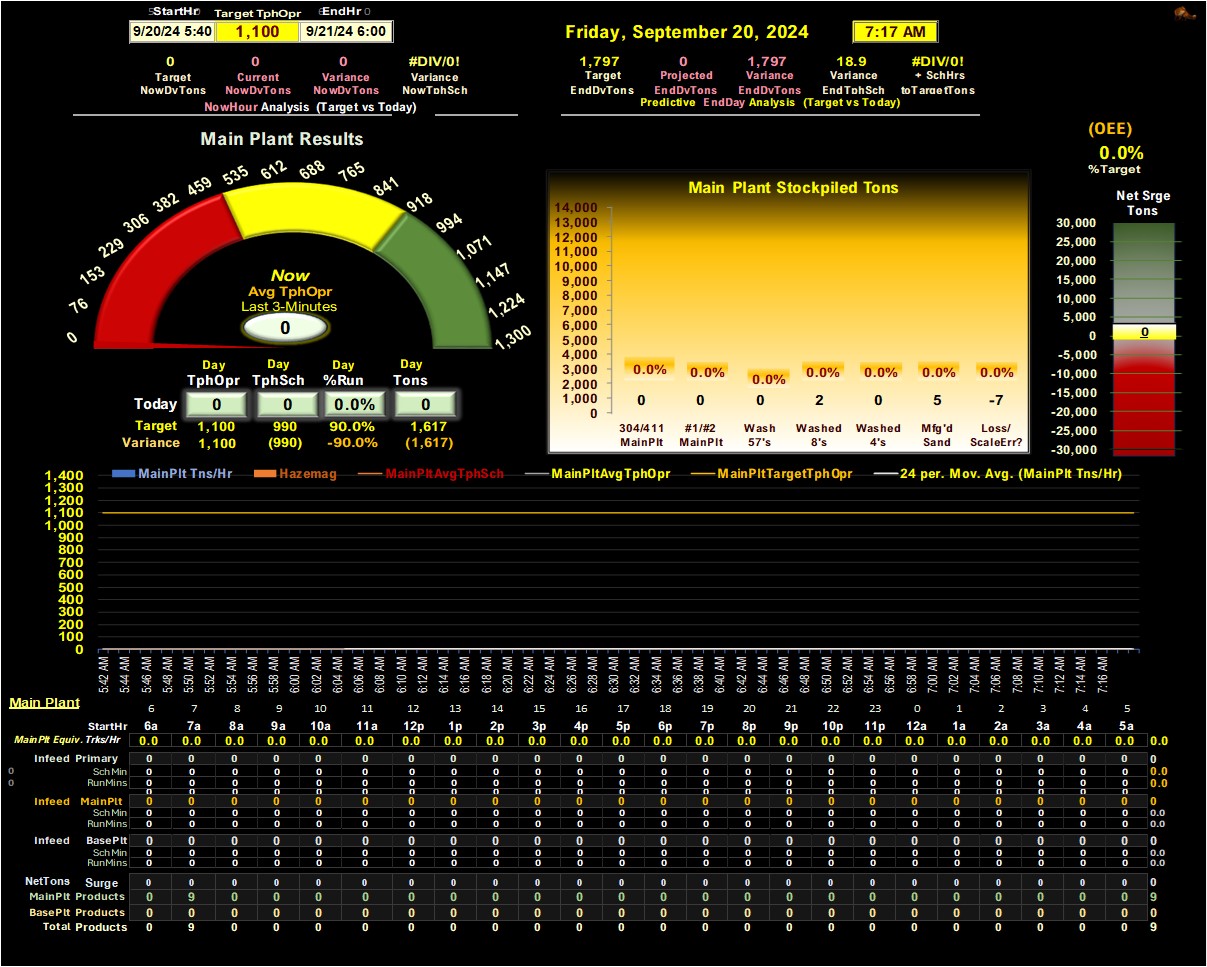 StartHr Target TphOpr EndHr
9/20/24 5:40 1,100 9/21/24 6:00
Friday, September 20, 2024 7:17 AM
0 0 0 #DIV/0!
Target Current Variance Variance
NowDvTons NowDvTons NowDvTons NowTphSch
NowHour Analysis (Target vs Today)
1,797 0 1,797 18.9 #DIV/0!
Target Projected Variance Variance + SchHrs
EndDvTons EndDvTons EndDvTons EndTphSch toTargetTons
Predictive EndDay Analysis (Target vs Today)
(OEE)
0.0%
%Target
Main Plant Results
0 76 153 229 306 382 459 535 612 688 765 841 918 994 1,071 1,147 1,224 1,300
Now
Avg TphOpr
Last 3-Minutes
0
Day Day Day Day
TphOpr TphSch %Run Tons
Today 0 0 0.0% 0
Target 1,100 990 90.0% 1,617
Variance 1,100 (990) -90.0% (1,617)
Main Plant Stockpiled Tons
14,000
13,000
12,000
11,000
10,000
9,000
8,000
7,000
6,000
5,000
4,000
3,000
2,000
1,000
0
0.0% 0.0% 0.0% 0.0% 0.0% 0.0% 0.0%
0 0 0 2 0 5 -7
304/411 #1/#2 Wash Washed Washed Mfg'd Loss/
MainPlt MainPlt 57's 8's 4's Sand ScaleErr?
Net Srge
Tons
30,000
25,000
20,000
15,000
10,000
5,000
0 0
-5,000
-10,000
-15,000
-20,000
-25,000
-30,000
MainPlt Tns/Hr Hazemag MainPltAvgTphSch MainPltAvgTphOpr MainPltTargetTphOpr 24 per. Mov. Avg. (MainPlt Tns/Hr)
1,400
1,300
1,200
1,100
1,000
900
800
700
600
500
400
300
200
100
0
5:42 AM 5:44 AM 5:46 AM 5:48 AM 5:50 AM 5:52 AM 5:54 AM 5:56 AM 5:58 AM 6:00 AM 6:02 AM 6:04 AM 6:06 AM 6:08 AM 6:10 AM 6:12 AM 6:14 AM 6:16 AM 6:18 AM 6:20 AM 6:22 AM 6:24 AM 6:26 AM 6:28 AM 6:30 AM 6:32 AM 6:34 AM 6:36 AM 6:38 AM 6:40 AM 6:42 AM 6:44 AM 6:46 AM 6:48 AM 6:50 AM 6:52 AM 6:54 AM 6:56 AM 6:58 AM 7:00 AM 7:02 AM 7:04 AM 7:06 AM 7:08 AM 7:10 AM 7:12 AM 7:14 AM 7:16 AM
Main Plant
6 7 8 9 10 11 12 13 14 15 16 17 18 19 20 21 22 23 0 1 2 3 4 5
StartHr 6a 7a 8a 9a 10a 11a 12p 1p 2p 3p 4p 5p 6p 7p 8p 9p 10p 11p 12a 1a 2a 3a 4a 5a
MainPlt Equiv. Trks/Hr 0.0 0.0 0.0 0.0 0.0 0.0 0.0 0.0 0.0 0.0 0.0 0.0 0.0 0.0 0.0 0.0 0.0 0.0 0.0 0.0 0.0 0.0 0.0 0.0 0.0
Infeed Primary 0 0 0 0 0 0 0 0 0 0 0 0 0 0 0 0 0 0 0 0 0 0 0 0 0
0 SchMin 0 0 0 0 0 0 0 0 0 0 0 0 0 0 0 0 0 0 0 0 0 0 0 0 0.0
0 RunMins 0 0 0 0 0 0 0 0 0 0 0 0 0 0 0 0 0 0 0 0 0 0 0 0 0.0
Infeed MainPlt 0 0 0 0 0 0 0 0 0 0 0 0 0 0 0 0 0 0 0 0 0 0 0 0 0
SchMin 0 0 0 0 0 0 0 0 0 0 0 0 0 0 0 0 0 0 0 0 0 0 0 0 0.0
RunMins 0 0 0 0 0 0 0 0 0 0 0 0 0 0 0 0 0 0 0 0 0 0 0 0 0.0
Infeed BasePlt 0 0 0 0 0 0 0 0 0 0 0 0 0 0 0 0 0 0 0 0 0 0 0 0 0
SchMin 0 0 0 0 0 0 0 0 0 0 0 0 0 0 0 0 0 0 0 0 0 0 0 0 0.0
RunMins 0 0 0 0 0 0 0 0 0 0 0 0 0 0 0 0 0 0 0 0 0 0 0 0 0.0
NetTons Surge 0 0 0 0 0 0 0 0 0 0 0 0 0 0 0 0 0 0 0 0 0 0 0 0 0
MainPlt Products 0 9 0 0 0 0 0 0 0 0 0 0 0 0 0 0 0 0 0 0 0 0 0 0 9
BasePlt Products 0 0 0 0 0 0 0 0 0 0 0 0 0 0 0 0 0 0 0 0 0 0 0 0 0
Total Products 0 9 0 0 0 0 0 0 0 0 0 0 0 0 0 0 0 0 0 0 0 0 0 0 9